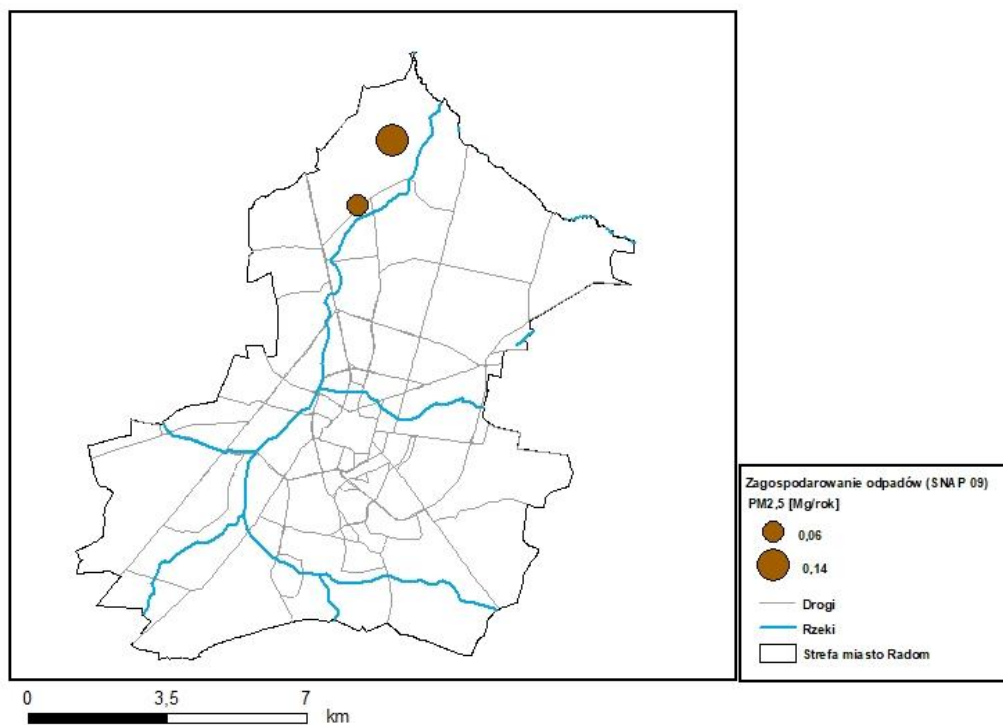 Zagospodarowanie odpadów (SNAP 09)
PM2,5 [Mg/rok]
0,06
0,14
Drogi
Rzeki
Strefa miasto Radom
0 3,5 7
km